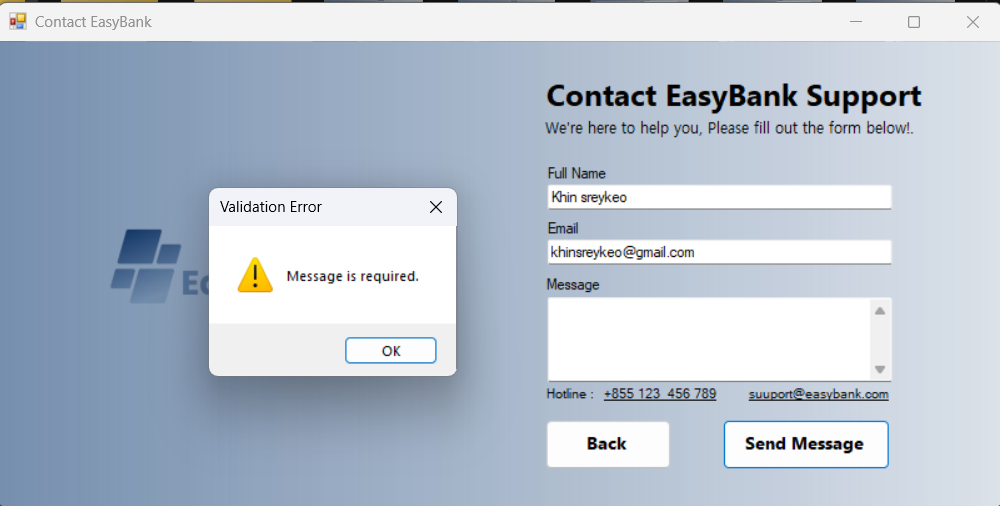 Contact EasyBank
Contact EasyBank Support
We're here to help you, Please fill out the form below!.
Full Name
Khin sreykeo
Email
khinsreykeo@gmail.com
Message
Hotline : +855 123 456 789 suuport@easybank.com
Back Send Message
Validation Error
Message is required.
OK